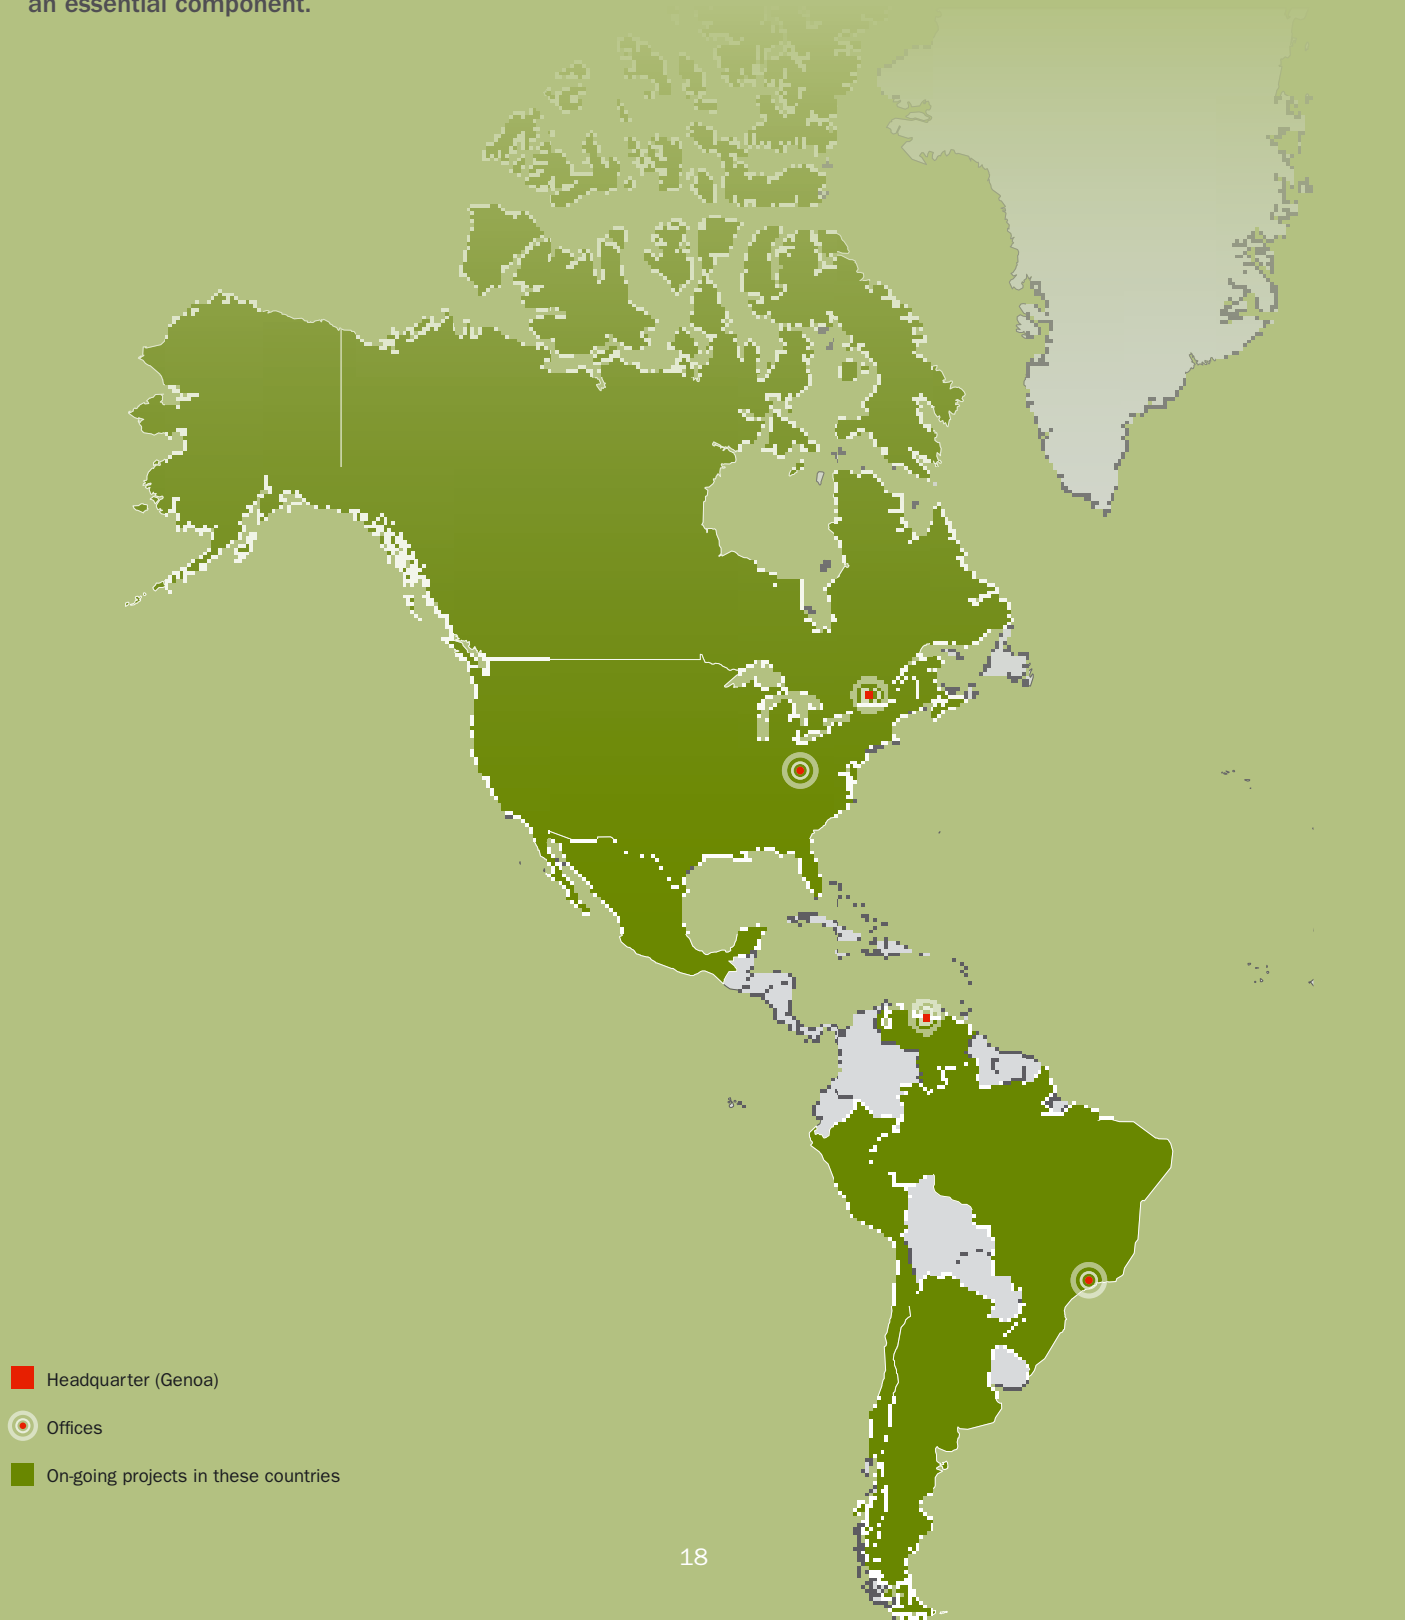 an essential component.
Headquarter (Genoa)
Offices
On-going projects in these countries
18